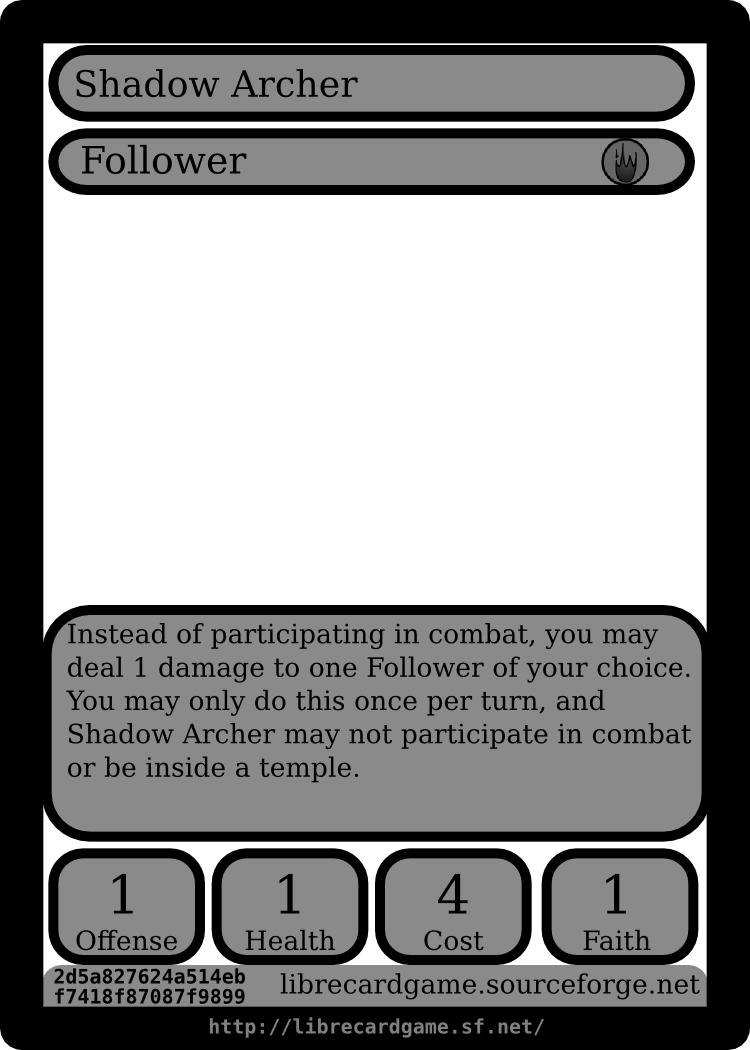 Shadow Archer
Follower
Instead of participating in combat, you may
deal 1 damage to one Follower of your choice.
You may only do this once per turn, and
Shadow Archer may not participate in combat
or be inside a temple.
1 1 4 1
Offense Health Cost Faith
2d5a827624a514eb
f7418f87087f9899
librecardgame.sourceforge.net
http://librecardgame.sf.net/